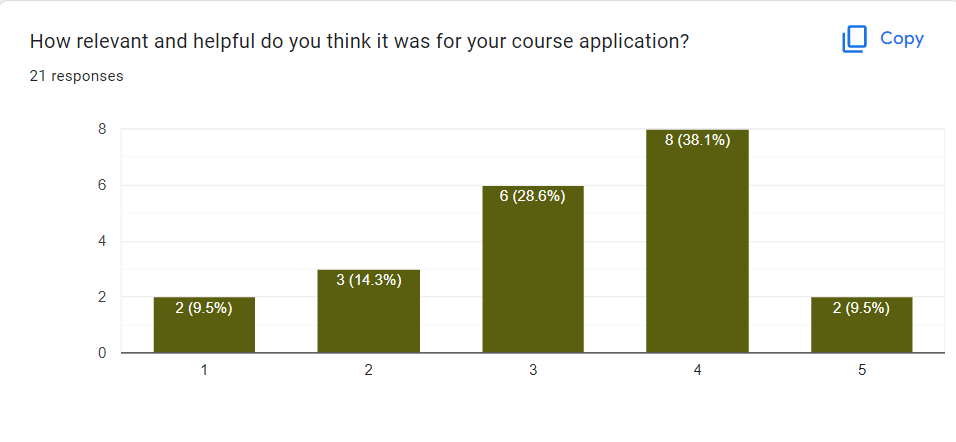 How relevant and helpful do you think it was for your course application?
Copy
21 responses
8
8 (38.1%)
6
6 (28.6%)
4
3 (14.3%)
2
2 (9.5%)
2 (9.5%)
0
1 2 3 4 5